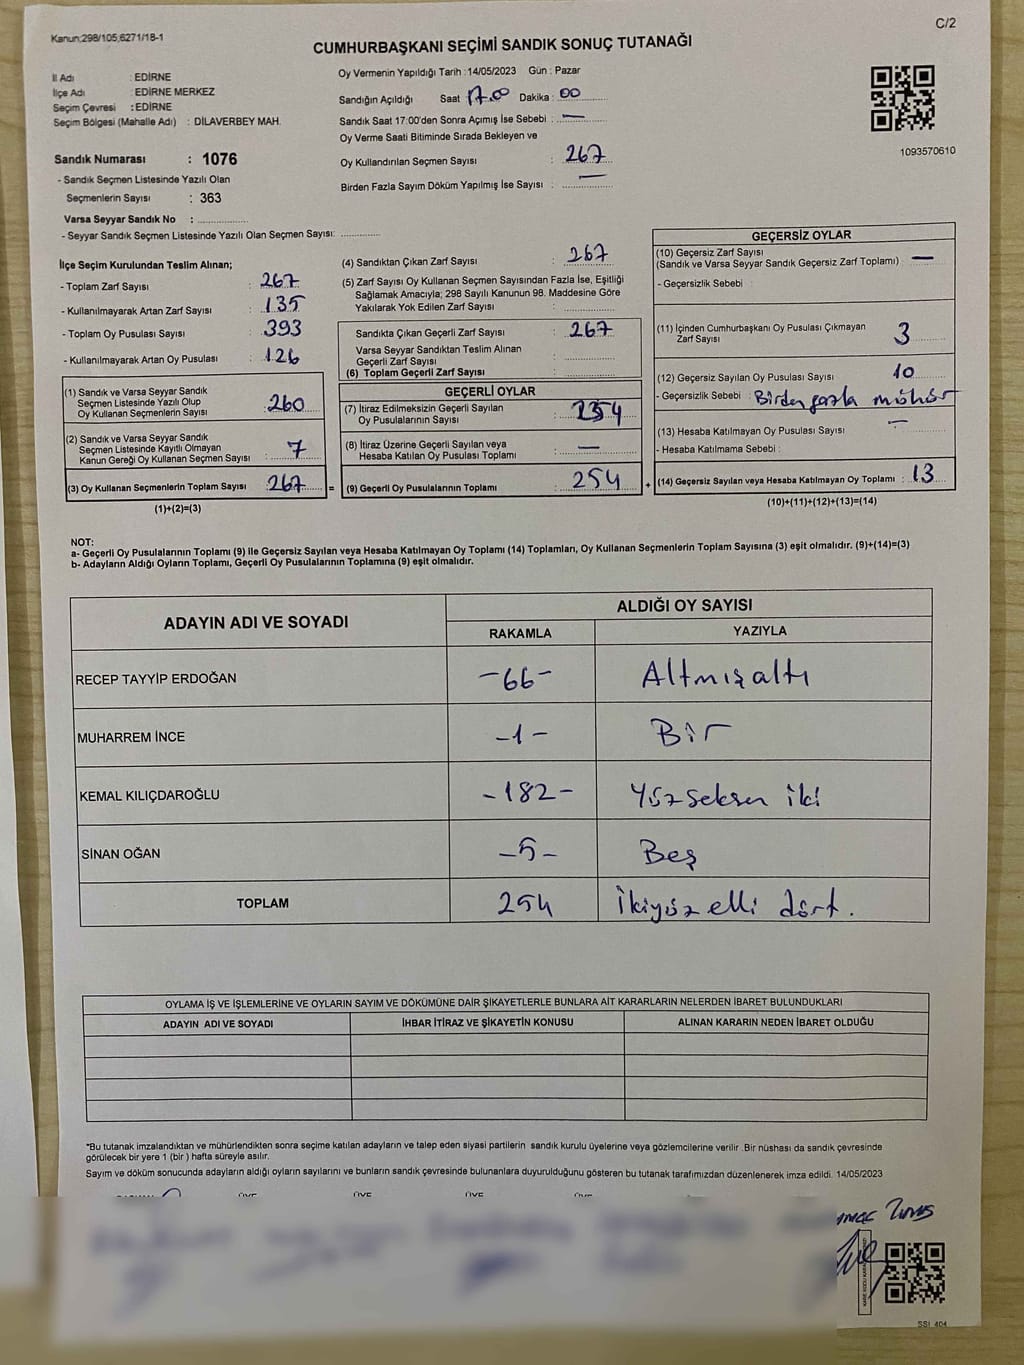 Kanun;298/105,6271/18-1
C/2
CUMHURBAŞKANI SEÇİMİ SANDIK SONUÇ TUTANAĞI
İl Adı : EDİRNE
İlçe Adı : EDİRNE MERKEZ
Seçim Çevresi : EDİRNE
Seçim Bölgesi (Mahalle Adı) : DİLAVERBEY MAH.
Sandık Numarası : 1076
- Sandık Seçmen Listesinde Yazılı Olan
Seçmenlerin Sayısı : 363
Varsa Seyyar Sandık No : ..................
- Seyyar Sandık Seçmen Listesinde Yazılı Olan Seçmen Sayısı: ..............
Oy Vermenin Yapıldığı Tarih :14/05/2023 Gün : Pazar
Sandığın Açıldığı Saat 17.00 Dakika : 00
Sandık Saat 17:00'den Sonra Açımış İse Sebebi : —
Oy Verme Saati Bitiminde Sırada Bekleyen ve
Oy Kullandırılan Seçmen Sayısı : 267
Birden Fazla Sayım Döküm Yapılmış İse Sayısı : —
1093570610
İlçe Seçim Kurulundan Teslim Alınan;
- Toplam Zarf Sayısı : 267
- Kullanılmayarak Artan Zarf Sayısı : 135
- Toplam Oy Pusulası Sayısı : 393
- Kullanılmayarak Artan Oy Pusulası : 126
(1) Sandık ve Varsa Seyyar Sandık
Seçmen Listesinde Yazılı Olup
Oy Kullanan Seçmenlerin Sayısı : 260
(2) Sandık ve Varsa Seyyar Sandık
Seçmen Listesinde Kayıtlı Olmayan
Kanun Gereği Oy Kullanan Seçmen Sayısı : 7
(3) Oy Kullanan Seçmenlerin Toplam Sayısı : 267 =
(1)+(2)=(3)
(4) Sandıktan Çıkan Zarf Sayısı : 267
(5) Zarf Sayısı Oy Kullanan Seçmen Sayısından Fazla İse, Eşitliği
Sağlamak Amacıyla; 298 Sayılı Kanunun 98. Maddesine Göre
Yakılarak Yok Edilen Zarf Sayısı :
Sandıkta Çıkan Geçerli Zarf Sayısı : 267
Varsa Seyyar Sandıktan Teslim Alınan
Geçerli Zarf Sayısı :
(6) Toplam Geçerli Zarf Sayısı :
GEÇERLİ OYLAR
(7) İtiraz Edilmeksizin Geçerli Sayılan
Oy Pusulalarının Sayısı : 254
(8) İtiraz Üzerine Geçerli Sayılan veya
Hesaba Katılan Oy Pusulası Toplamı : —
(9) Geçerli Oy Pusulalarının Toplamı : 254 +
GEÇERSİZ OYLAR
(10) Geçersiz Zarf Sayısı
(Sandık ve Varsa Seyyar Sandık Geçersiz Zarf Toplamı) : —
- Geçersizlik Sebebi :
(11) İçinden Cumhurbaşkanı Oy Pusulası Çıkmayan
Zarf Sayısı 3
(12) Geçersiz Sayılan Oy Pusulası Sayısı 10
- Geçersizlik Sebebi : Birden fazla mühür
(13) Hesaba Katılmayan Oy Pusulası Sayısı : —
- Hesaba Katılmama Sebebi :
(14) Geçersiz Sayılan veya Hesaba Katılmayan Oy Toplamı : 13
(10)+(11)+(12)+(13)=(14)
NOT:
a- Geçerli Oy Pusulalarının Toplamı (9) ile Geçersiz Sayılan veya Hesaba Katılmayan Oy Toplamı (14) Toplamları, Oy Kullanan Seçmenlerin Toplam Sayısına (3) eşit olmalıdır. (9)+(14)=(3)
b- Adayların Aldığı Oyların Toplamı, Geçerli Oy Pusulalarının Toplamına (9) eşit olmalıdır.
ADAYIN ADI VE SOYADI ALDIĞI OY SAYISI
RAKAMLA YAZIYLA
RECEP TAYYİP ERDOĞAN -66- Altmışaltı
MUHARREM İNCE -1- Bir
KEMAL KILIÇDAROĞLU -182- Yüzseksen iki
SİNAN OĞAN -5- Beş
TOPLAM 254 İkiyüz elli dört.
OYLAMA İŞ VE İŞLEMLERİNE VE OYLARIN SAYIM VE DÖKÜMÜNE DAİR ŞİKAYETLERLE BUNLARA AİT KARARLARIN NELERDEN İBARET BULUNDUKLARI
ADAYIN ADI VE SOYADI İHBAR İTİRAZ VE ŞİKAYETİN KONUSU ALINAN KARARIN NEDEN İBARET OLDUĞU
*Bu tutanak imzalandıktan ve mühürlendikten sonra seçime katılan adayların ve talep eden siyasi partilerin sandık kurulu üyelerine veya gözlemcilerine verilir .Bir nüshası da sandık çevresinde
görülecek bir yere 1 (bir ) hafta süreyle asılır.
Sayım ve döküm sonucunda adayların aldığı oyların sayılarını ve bunların sandık çevresinde bulunanlara duyurulduğunu gösteren bu tutanak tarafımızdan düzenlenerek imza edildi. 14/05/2023
ÜYE ÜYE ÜYE ÜYE
SSI_404